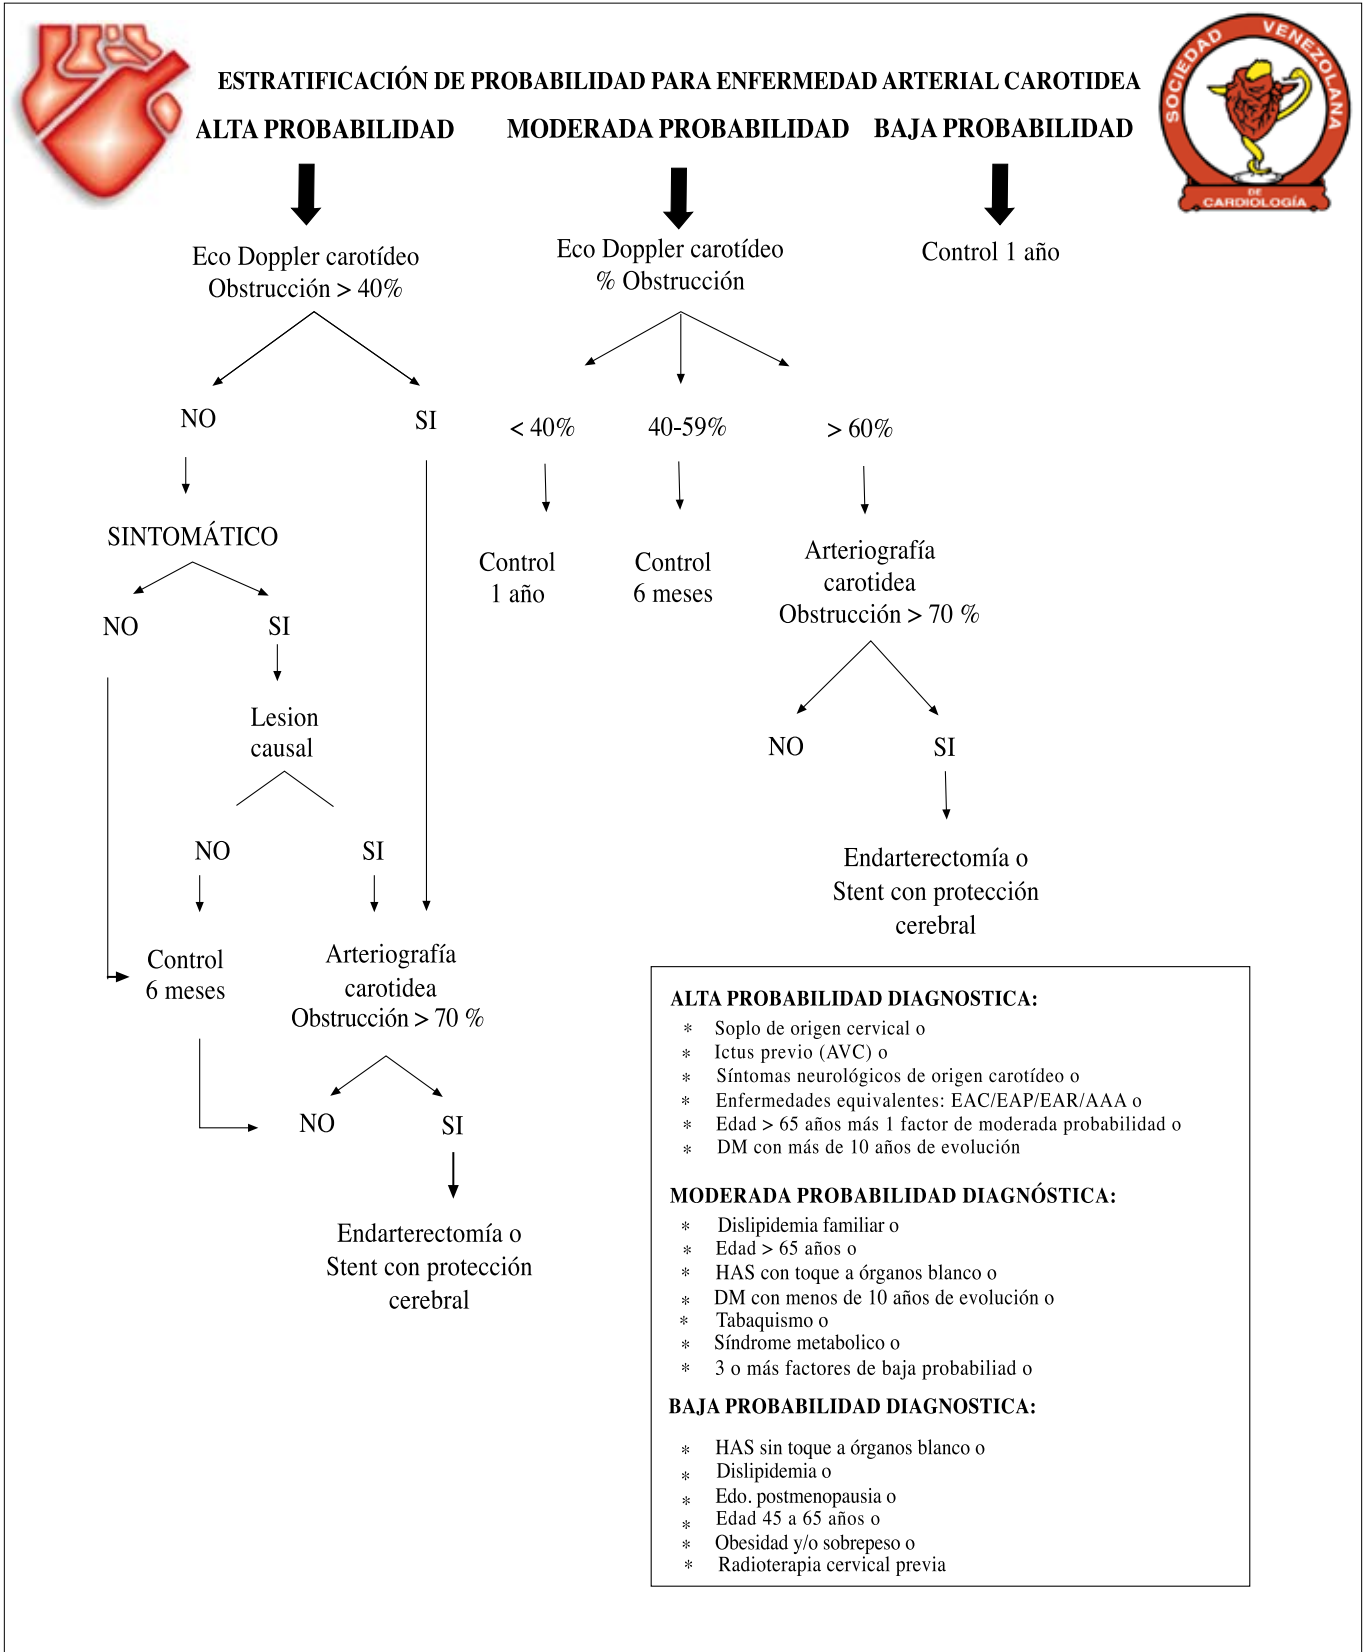 SOCIEDAD VENEZOLANA
DE
CARDIOLOGÍA
ESTRATIFICACIÓN DE PROBABILIDAD PARA ENFERMEDAD ARTERIAL CAROTIDEA
ALTA PROBABILIDAD
MODERADA PROBABILIDAD
BAJA PROBABILIDAD
Eco Doppler carotídeo
Obstrucción > 40%
Eco Doppler carotídeo
% Obstrucción
Control 1 año
NO
SI
< 40%
40-59%
> 60%
SINTOMÁTICO
Control
1 año
Control
6 meses
Arteriografía
carotidea
Obstrucción > 70 %
NO
SI
Lesion
causal
NO
SI
NO
SI
Endarterectomía o
Stent con protección
cerebral
Control
6 meses
Arteriografía
carotidea
Obstrucción > 70 %
NO
SI
Endarterectomía o
Stent con protección
cerebral
ALTA PROBABILIDAD DIAGNOSTICA:
* Soplo de origen cervical o
* Ictus previo (AVC) o
* Síntomas neurológicos de origen carotídeo o
* Enfermedades equivalentes: EAC/EAP/EAR/AAA o
* Edad > 65 años más 1 factor de moderada probabilidad o
* DM con más de 10 años de evolución
MODERADA PROBABILIDAD DIAGNÓSTICA:
* Dislipidemia familiar o
* Edad > 65 años o
* HAS con toque a órganos blanco o
* DM con menos de 10 años de evolución o
* Tabaquismo o
* Síndrome metabolico o
* 3 o más factores de baja probabiliad o
BAJA PROBABILIDAD DIAGNOSTICA:
* HAS sin toque a órganos blanco o
* Dislipidemia o
* Edo. postmenopausia o
* Edad 45 a 65 años o
* Obesidad y/o sobrepeso o
* Radioterapia cervical previa